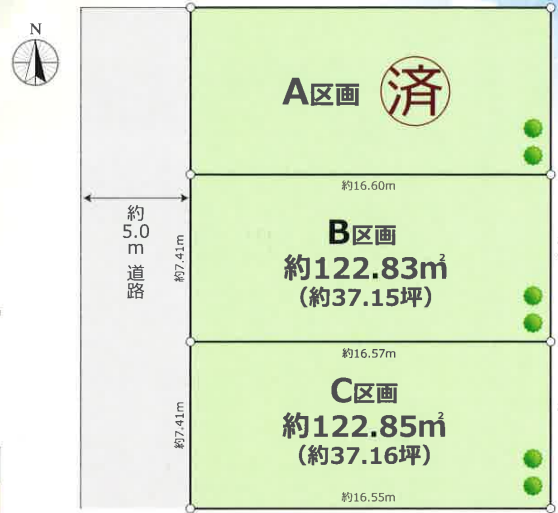 N
A区画
済
約16.60m
約
5.0
m
道
路
約7.41m
B区画
約122.83㎡
（約37.15坪）
約16.57m
約7.41m
C区画
約122.85㎡
（約37.16坪）
約16.55m